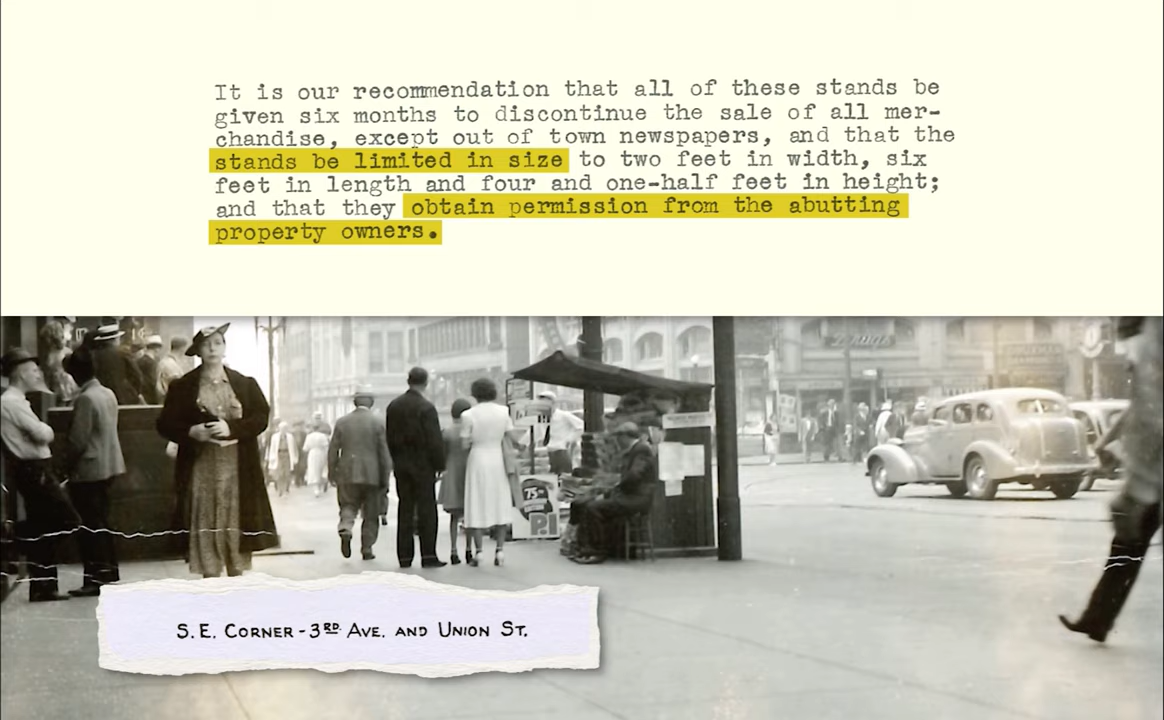 It is our recommendation that all of these stands be
given six months to discontinue the sale of all mer-
chandise, except out of town newspapers, and that the
stands be limited in size to two feet in width, six
feet in length and four and one-half feet in height;
and that they obtain permission from the abutting
property owners.
Drugs
75
P.I
S.E. CORNER - 3RD. AVE. AND UNION ST.